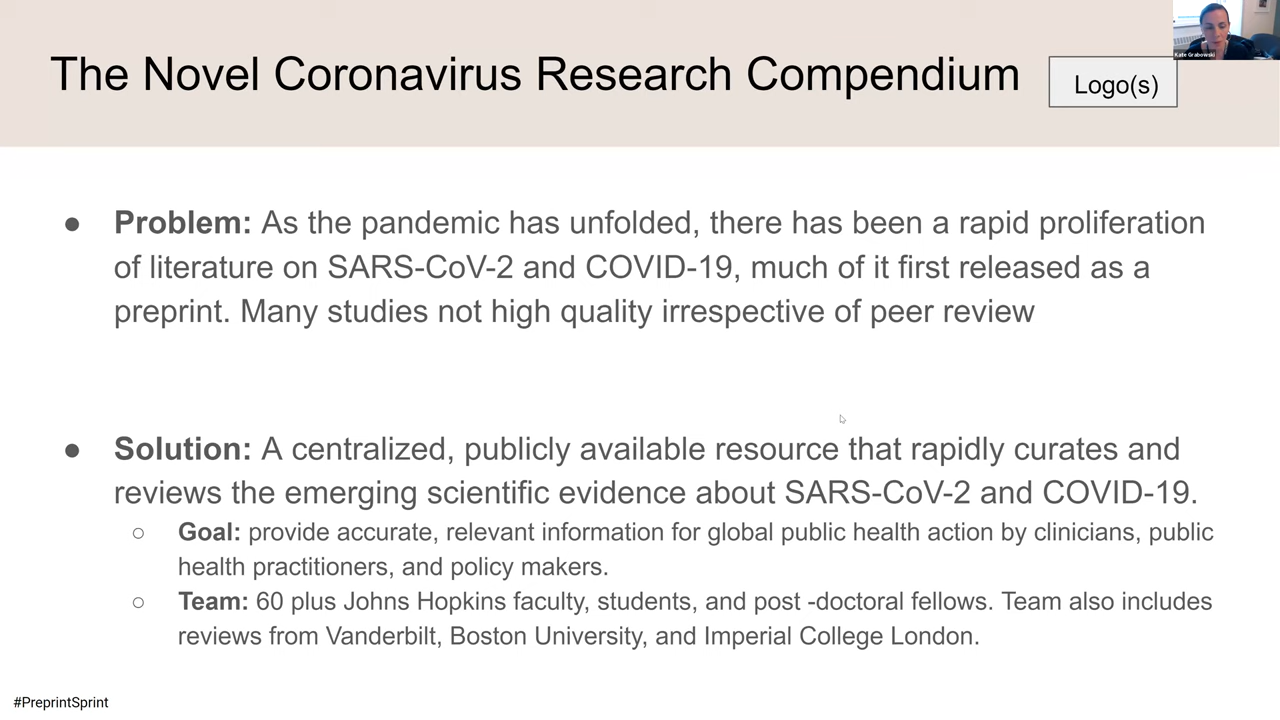 The Novel Coronavirus Research Compendium
Logo(s)
Kate Grabowski
● Problem: As the pandemic has unfolded, there has been a rapid proliferation
of literature on SARS-CoV-2 and COVID-19, much of it first released as a
preprint. Many studies not high quality irrespective of peer review
● Solution: A centralized, publicly available resource that rapidly curates and
reviews the emerging scientific evidence about SARS-CoV-2 and COVID-19.
○ Goal: provide accurate, relevant information for global public health action by clinicians, public
health practitioners, and policy makers.
○ Team: 60 plus Johns Hopkins faculty, students, and post -doctoral fellows. Team also includes
reviews from Vanderbilt, Boston University, and Imperial College London.
#PreprintSprint